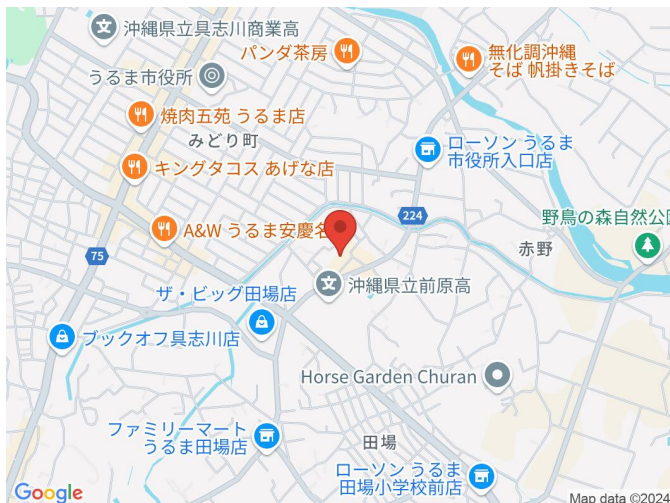 沖縄県立具志川商業高
パンダ茶房
無化調沖縄
そば 帆掛きそば
うるま市役所
焼肉五苑 うるま店
みどり町
ローソン うるま
市役所入口店
キングタコス あげな店
224
野鳥の森自然公園
A&W うるま安慶名
赤野
75
沖縄県立前原高
ザ・ビッグ田場店
ブックオフ具志川店
Horse Garden Churan
ファミリーマート
うるま田場店
田場
ローソン うるま
田場小学校前店
Google
Map data ©2024